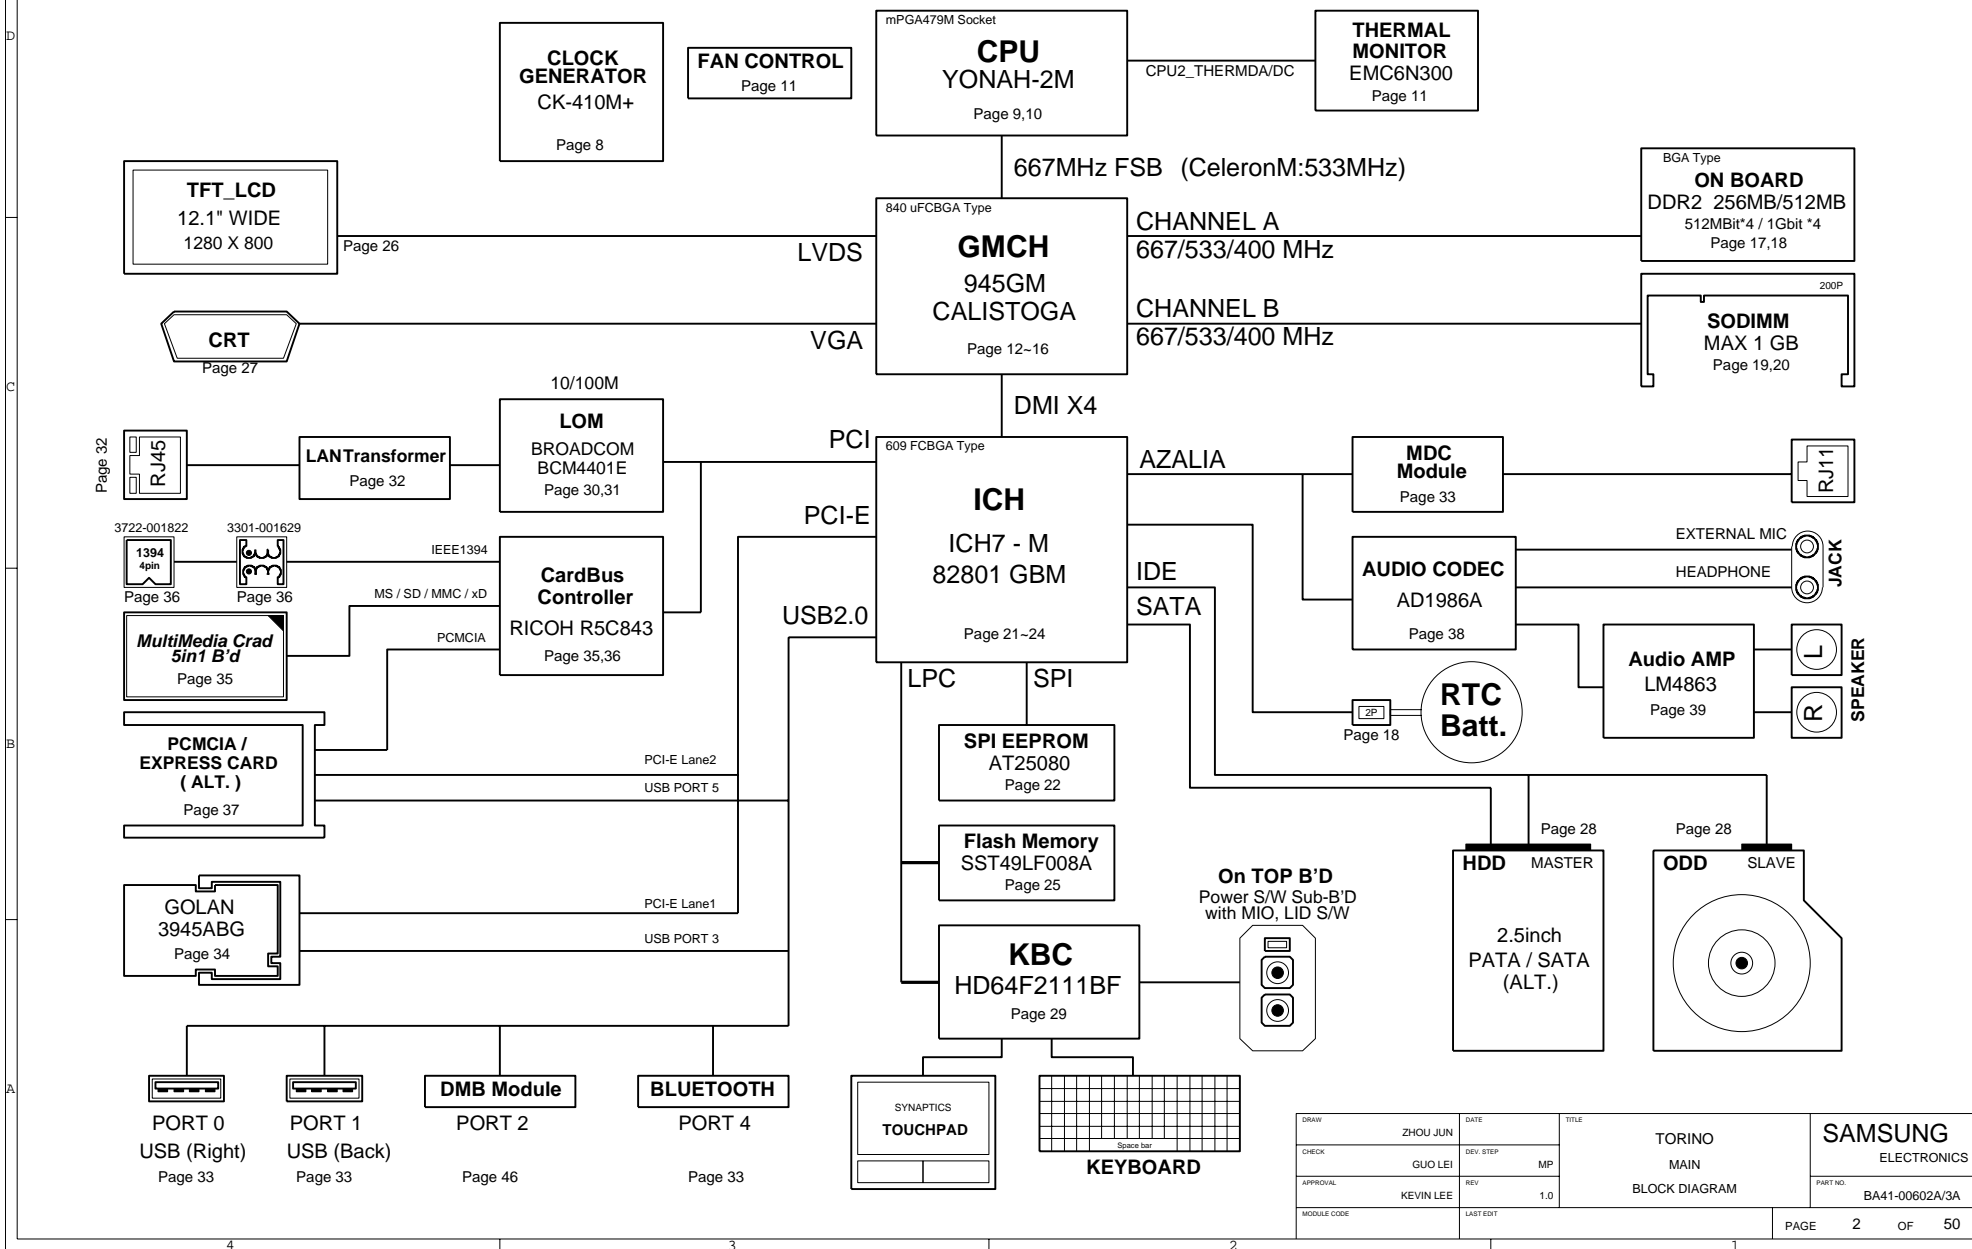 D
CLOCK
GENERATOR
CK-410M+
Page 8
FAN CONTROL
Page 11
mPGA479M Socket
CPU
YONAH-2M
Page 9,10
CPU2_THERMDA/DC
THERMAL
MONITOR
EMC6N300
Page 11
667MHz FSB (CeleronM:533MHz)
TFT_LCD
12.1" WIDE
1280 X 800
Page 26
LVDS
840 uFCBGA Type
GMCH
945GM
CALISTOGA
Page 12~16
CHANNEL A
667/533/400 MHz
BGA Type
ON BOARD
DDR2 256MB/512MB
512MBit*4 / 1Gbit *4
Page 17,18
CRT
Page 27
VGA
CHANNEL B
667/533/400 MHz
200P
SODIMM
MAX 1 GB
Page 19,20
C
DMI X4
Page 32
RJ45
LANTransformer
Page 32
10/100M
LOM
BROADCOM
BCM4401E
Page 30,31
PCI
PCI-E
USB2.0
609 FCBGA Type
ICH
ICH7 - M
82801 GBM
Page 21~24
AZALIA
IDE
SATA
LPC
SPI
MDC
Module
Page 33
RJ11
3722-001822
1394
4pin
Page 36
3301-001629
Page 36
IEEE1394
MS / SD / MMC / xD
PCMCIA
CardBus
Controller
RICOH R5C843
Page 35,36
AUDIO CODEC
AD1986A
Page 38
EXTERNAL MIC
HEADPHONE
JACK
MultiMedia Crad
5in1 B'd
Page 35
Audio AMP
LM4863
Page 39
L
R
SPEAKER
2P
Page 18
RTC
Batt.
B
PCMCIA /
EXPRESS CARD
( ALT. )
Page 37
PCI-E Lane2
USB PORT 5
SPI EEPROM
AT25080
Page 22
Flash Memory
SST49LF008A
Page 25
GOLAN
3945ABG
Page 34
PCI-E Lane1
USB PORT 3
KBC
HD64F2111BF
Page 29
On TOP B'D
Power S/W Sub-B'D
with MIO, LID S/W
Page 28
HDD MASTER
2.5inch
PATA / SATA
(ALT.)
Page 28
ODD SLAVE
A
PORT 0
USB (Right)
Page 33
PORT 1
USB (Back)
Page 33
DMB Module
PORT 2
Page 46
BLUETOOTH
PORT 4
Page 33
SYNAPTICS
TOUCHPAD
Space bar
KEYBOARD
DRAW
ZHOU JUN
DATE
TITLE
TORINO
MAIN
BLOCK DIAGRAM
SAMSUNG
ELECTRONICS
CHECK
GUO LEI
DEV. STEP
MP
APPROVAL
KEVIN LEE
REV
1.0
PART NO.
BA41-00602A/3A
MODULE CODE
LAST EDIT
PAGE 2 OF 50
4 3 2 1